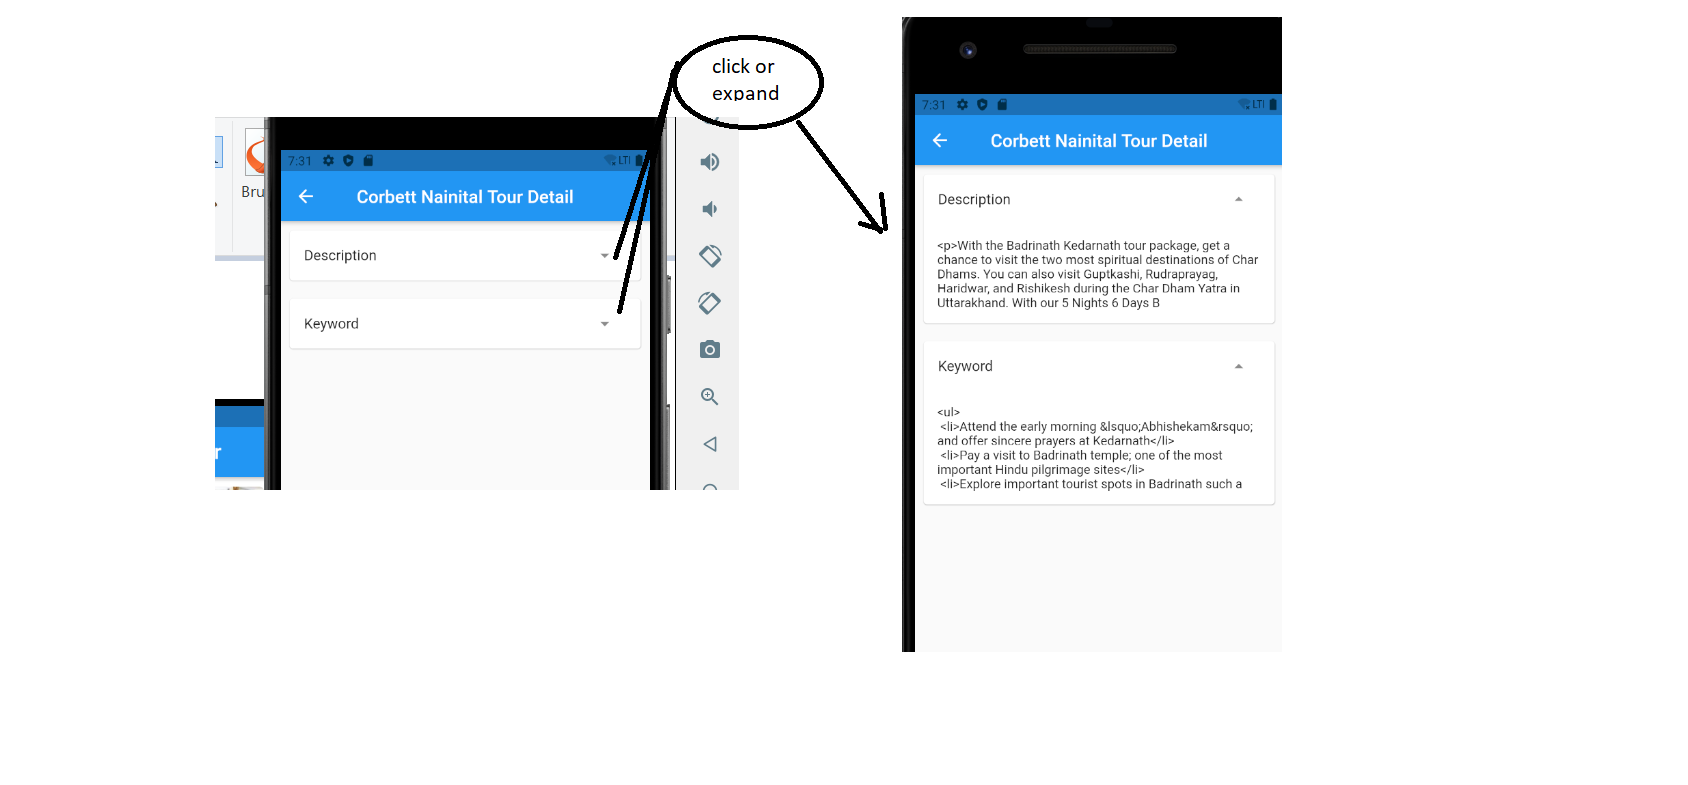 click or
expand
Bru
7:31
LTI
Corbett Nainital Tour Detail
Description
Keyword
r
7:31
LTI
Corbett Nainital Tour Detail
Description
<p>With the Badrinath Kedarnath tour package, get a
chance to visit the two most spiritual destinations of Char
Dhams. You can also visit Guptkashi, Rudraprayag,
Haridwar, and Rishikesh during the Char Dham Yatra in
Uttarakhand. With our 5 Nights 6 Days B
Keyword
<ul>
<li>Attend the early morning &lsquo;Abhishekam&rsquo;
and offer sincere prayers at Kedarnath</li>
<li>Pay a visit to Badrinath temple; one of the most
important Hindu pilgrimage sites</li>
<li>Explore important tourist spots in Badrinath such a